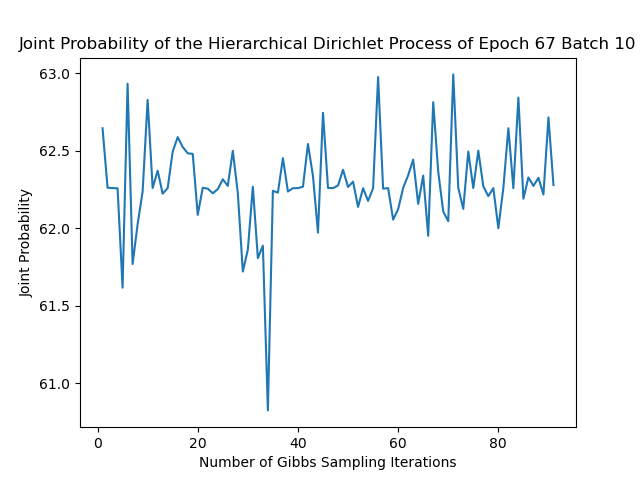 Joint Probability of the Hierarchical Dirichlet Process of Epoch 67 Batch 10
63.0
62.5
62.0
61.5
61.0
Joint Probability
0 20 40 60 80
Number of Gibbs Sampling Iterations